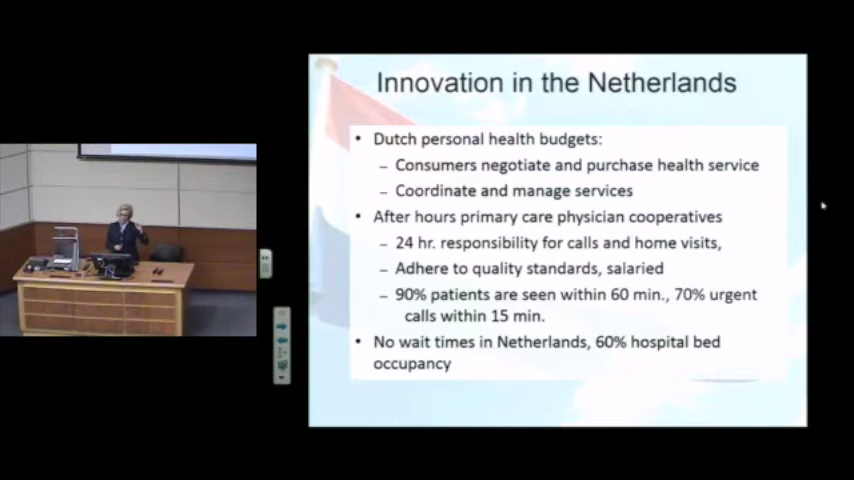 Innovation in the Netherlands
• Dutch personal health budgets:
– Consumers negotiate and purchase health service
– Coordinate and manage services
• After hours primary care physician cooperatives
– 24 hr. responsibility for calls and home visits,
– Adhere to quality standards, salaried
– 90% patients are seen within 60 min., 70% urgent
calls within 15 min.
• No wait times in Netherlands, 60% hospital bed
occupancy